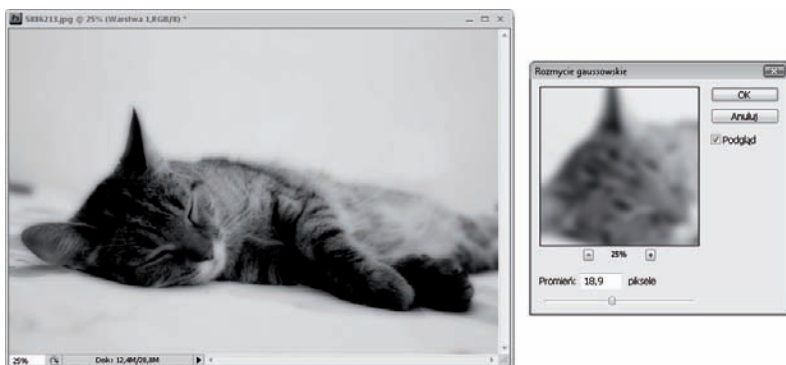 5886213.jpg @ 25% (Warstwa 1,RGB/8) *
25%
Dok: 12,4M/28,8M
Rozmycie gaussowskie
OK
Anuluj
Podgląd
25%
Promień: 18,9 piksele